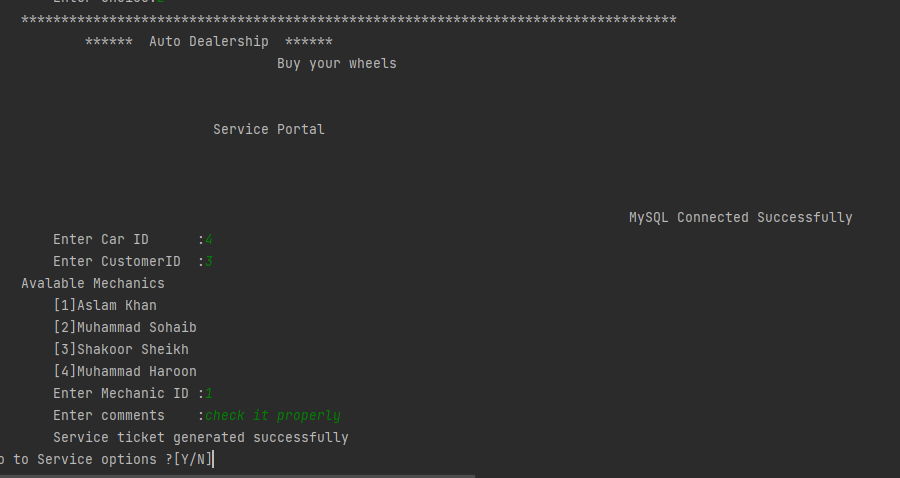 **********************************************************************************
****** Auto Dealership ******
Buy your wheels
Service Portal
MySQL Connected Successfully
Enter Car ID :4
Enter CustomerID :3
Avalable Mechanics
[1]Aslam Khan
[2]Muhammad Sohaib
[3]Shakoor Sheikh
[4]Muhammad Haroon
Enter Mechanic ID :1
Enter comments :check it properly
Service ticket generated successfully
to Service options ?[Y/N]